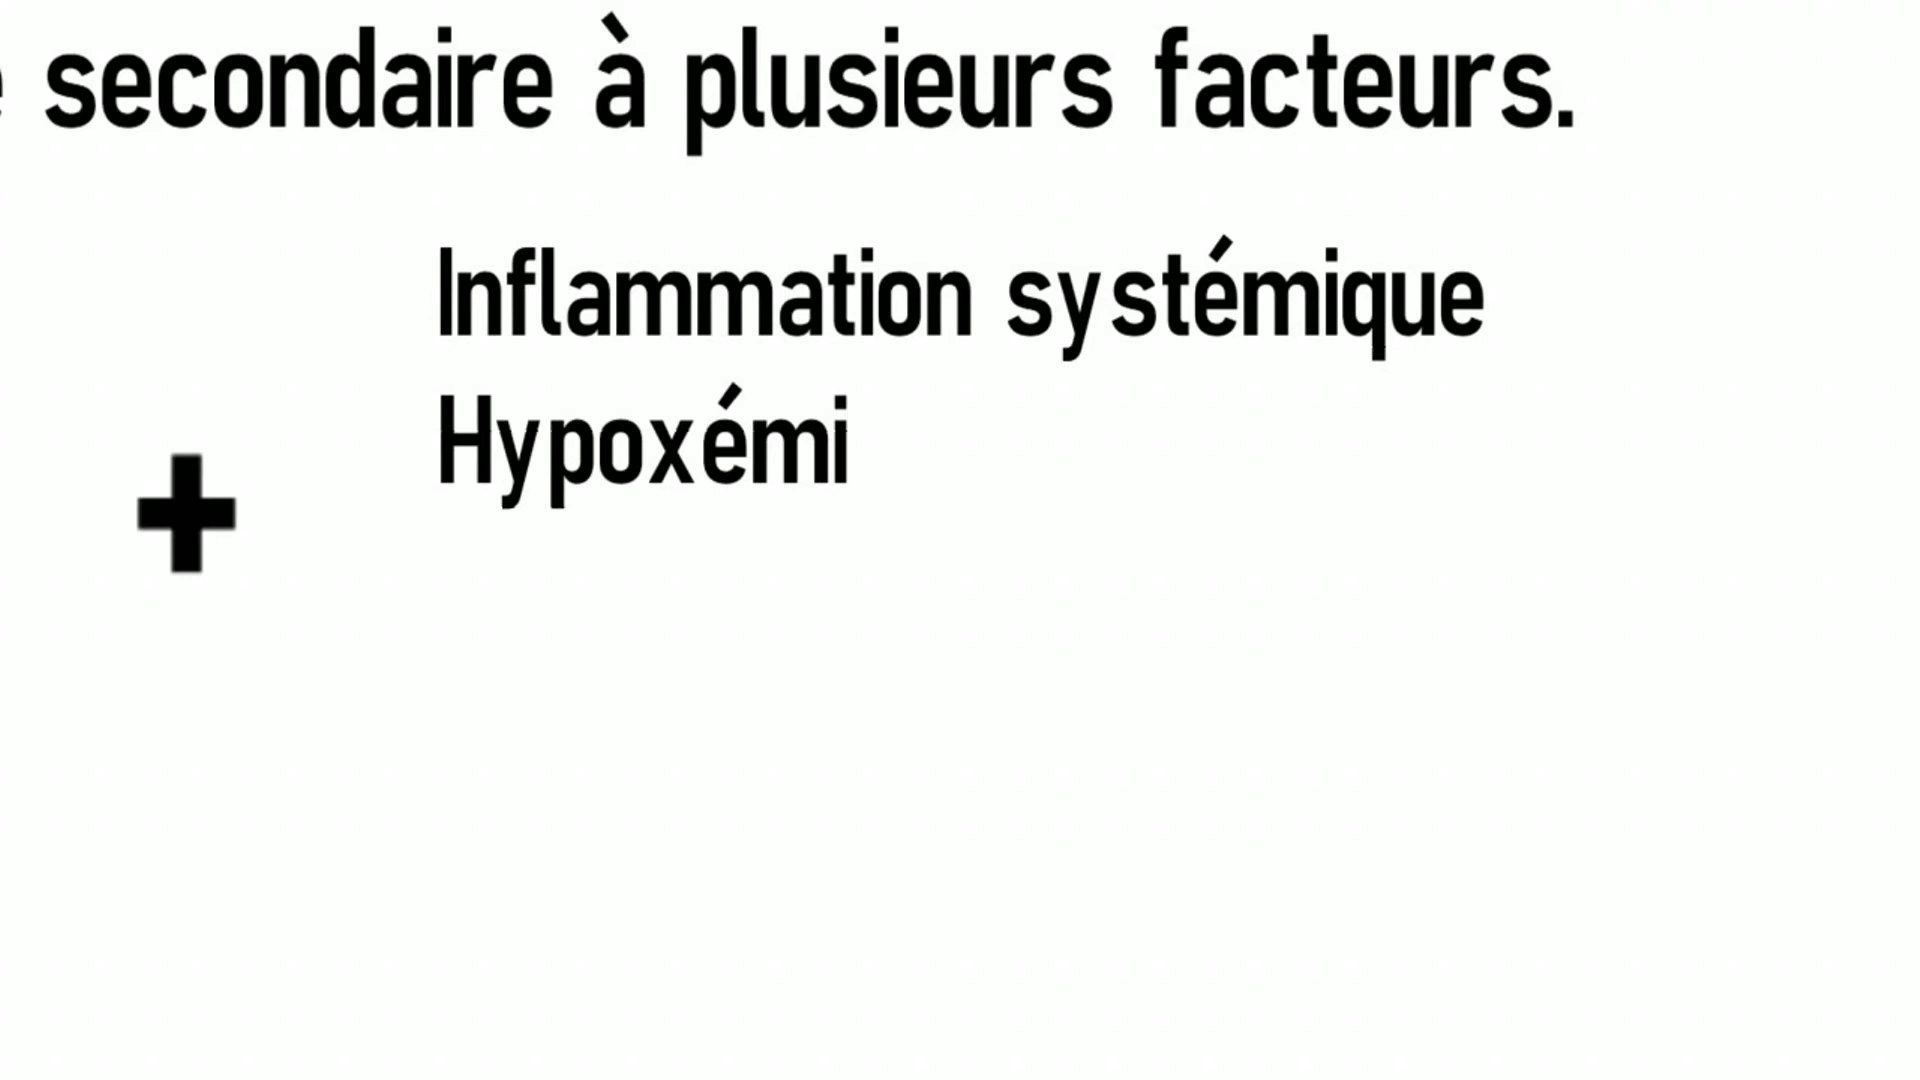 secondaire à plusieurs facteurs.
Inflammation systémique
+
Hypoxémi